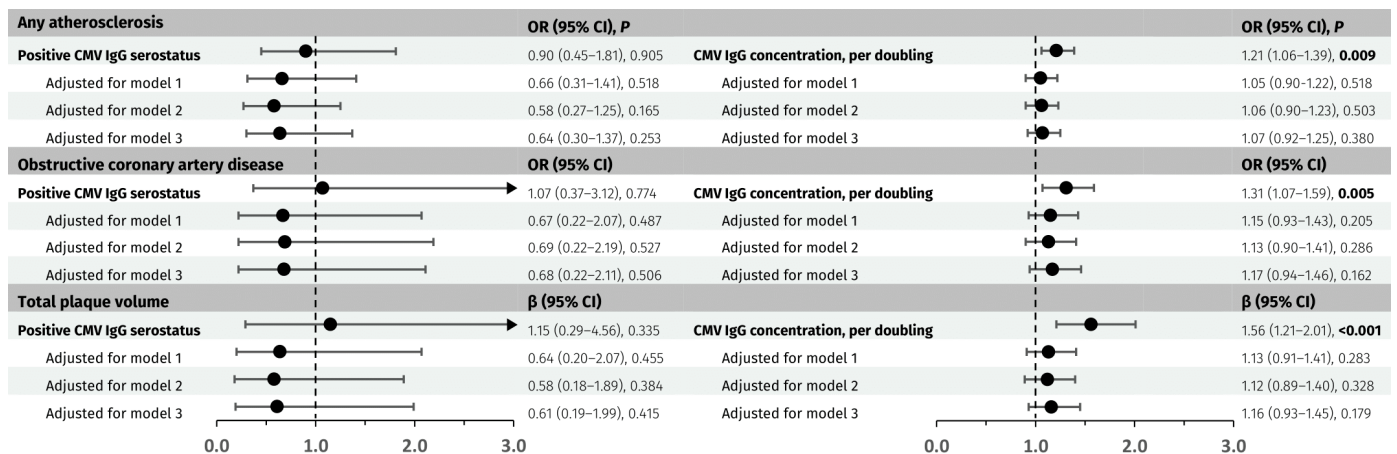 Any atherosclerosis OR (95% CI), P OR (95% CI), P
Positive CMV IgG serostatus 0.90 (0.45–1.81), 0.905 CMV IgG concentration, per doubling 1.21 (1.06–1.39), 0.009
Adjusted for model 1 0.66 (0.31–1.41), 0.518 Adjusted for model 1 1.05 (0.90-1.22), 0.518
Adjusted for model 2 0.58 (0.27–1.25), 0.165 Adjusted for model 2 1.06 (0.90–1.23), 0.503
Adjusted for model 3 0.64 (0.30–1.37), 0.253 Adjusted for model 3 1.07 (0.92–1.25), 0.380
Obstructive coronary artery disease OR (95% CI) OR (95% CI)
Positive CMV IgG serostatus 1.07 (0.37–3.12), 0.774 CMV IgG concentration, per doubling 1.31 (1.07–1.59), 0.005
Adjusted for model 1 0.67 (0.22–2.07), 0.487 Adjusted for model 1 1.15 (0.93–1.43), 0.205
Adjusted for model 2 0.69 (0.22–2.19), 0.527 Adjusted for model 2 1.13 (0.90–1.41), 0.286
Adjusted for model 3 0.68 (0.22–2.11), 0.506 Adjusted for model 3 1.17 (0.94–1.46), 0.162
Total plaque volume β (95% CI) β (95% CI)
Positive CMV IgG serostatus 1.15 (0.29–4.56), 0.335 CMV IgG concentration, per doubling 1.56 (1.21–2.01), <0.001
Adjusted for model 1 0.64 (0.20–2.07), 0.455 Adjusted for model 1 1.13 (0.91–1.41), 0.283
Adjusted for model 2 0.58 (0.18–1.89), 0.384 Adjusted for model 2 1.12 (0.89–1.40), 0.328
Adjusted for model 3 0.61 (0.19–1.99), 0.415 Adjusted for model 3 1.16 (0.93–1.45), 0.179
0.0 1.0 2.0 3.0 0.0 1.0 2.0 3.0